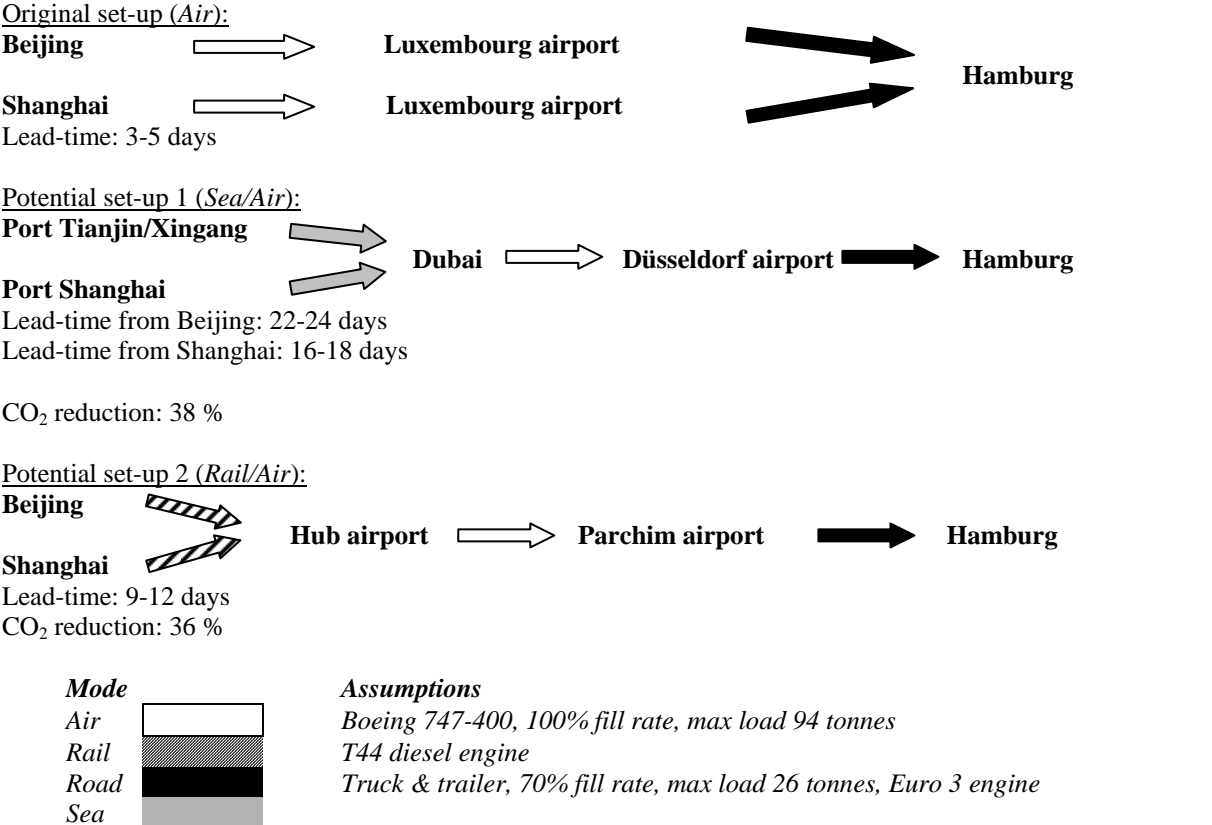 Original set-up (Air):
Beijing Luxembourg airport
Hamburg
Shanghai Luxembourg airport
Lead-time: 3-5 days
Potential set-up 1 (Sea/Air):
Port Tianjin/Xingang
Dubai Düsseldorf airport Hamburg
Port Shanghai
Lead-time from Beijing: 22-24 days
Lead-time from Shanghai: 16-18 days
CO₂ reduction: 38 %
Potential set-up 2 (Rail/Air):
Beijing
Hub airport Parchim airport Hamburg
Shanghai
Lead-time: 9-12 days
CO₂ reduction: 36 %
Mode Assumptions
Air Boeing 747-400, 100% fill rate, max load 94 tonnes
Rail T44 diesel engine
Road Truck & trailer, 70% fill rate, max load 26 tonnes, Euro 3 engine
Sea